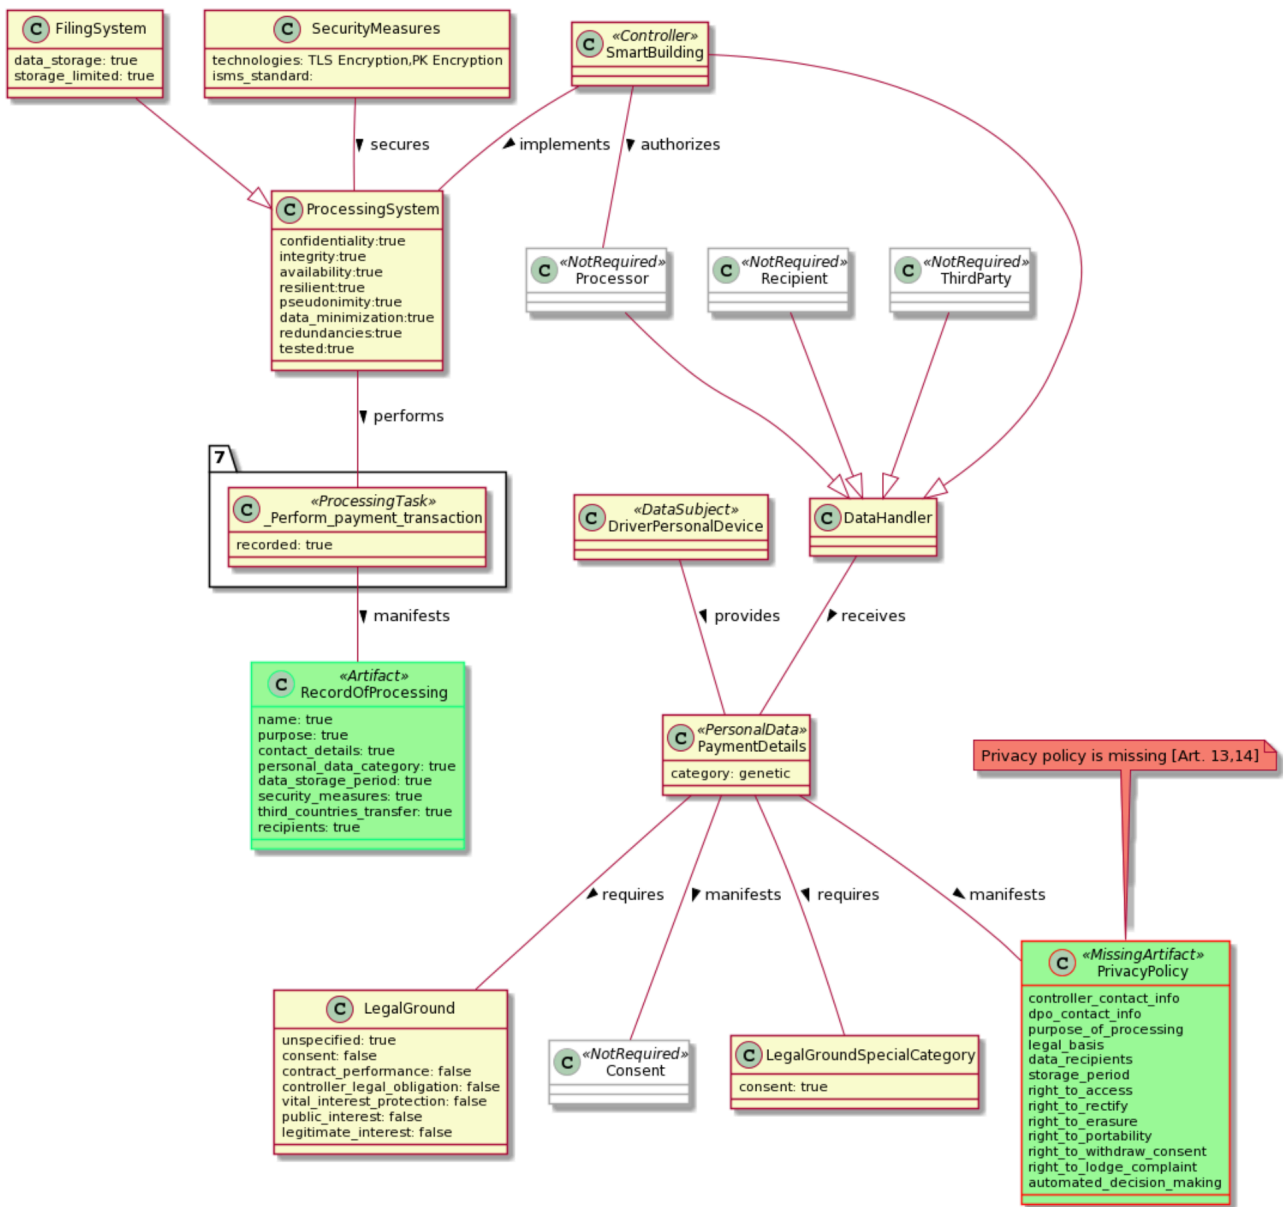 C FilingSystem
data_storage: true
storage_limited: true
C SecurityMeasures
technologies: TLS Encryption,PK Encryption
isms_standard:
C «Controller»
SmartBuilding
secures
implements
authorizes
C ProcessingSystem
confidentiality:true
integrity:true
availability:true
resilient:true
pseudonimity:true
data_minimization:true
redundancies:true
tested:true
C «NotRequired»
Processor
C «NotRequired»
Recipient
C «NotRequired»
ThirdParty
performs
7
C «ProcessingTask»
_Perform_payment_transaction
recorded: true
C «DataSubject»
DriverPersonalDevice
C DataHandler
manifests
provides
receives
C «Artifact»
RecordOfProcessing
name: true
purpose: true
contact_details: true
personal_data_category: true
data_storage_period: true
security_measures: true
third_countries_transfer: true
recipients: true
C «PersonalData»
PaymentDetails
category: genetic
Privacy policy is missing [Art. 13,14]
requires
manifests
requires
manifests
C LegalGround
unspecified: true
consent: false
contract_performance: false
controller_legal_obligation: false
vital_interest_protection: false
public_interest: false
legitimate_interest: false
C «NotRequired»
Consent
C LegalGroundSpecialCategory
consent: true
C «MissingArtifact»
PrivacyPolicy
controller_contact_info
dpo_contact_info
purpose_of_processing
legal_basis
data_recipients
storage_period
right_to_access
right_to_rectify
right_to_erasure
right_to_portability
right_to_withdraw_consent
right_to_lodge_complaint
automated_decision_making